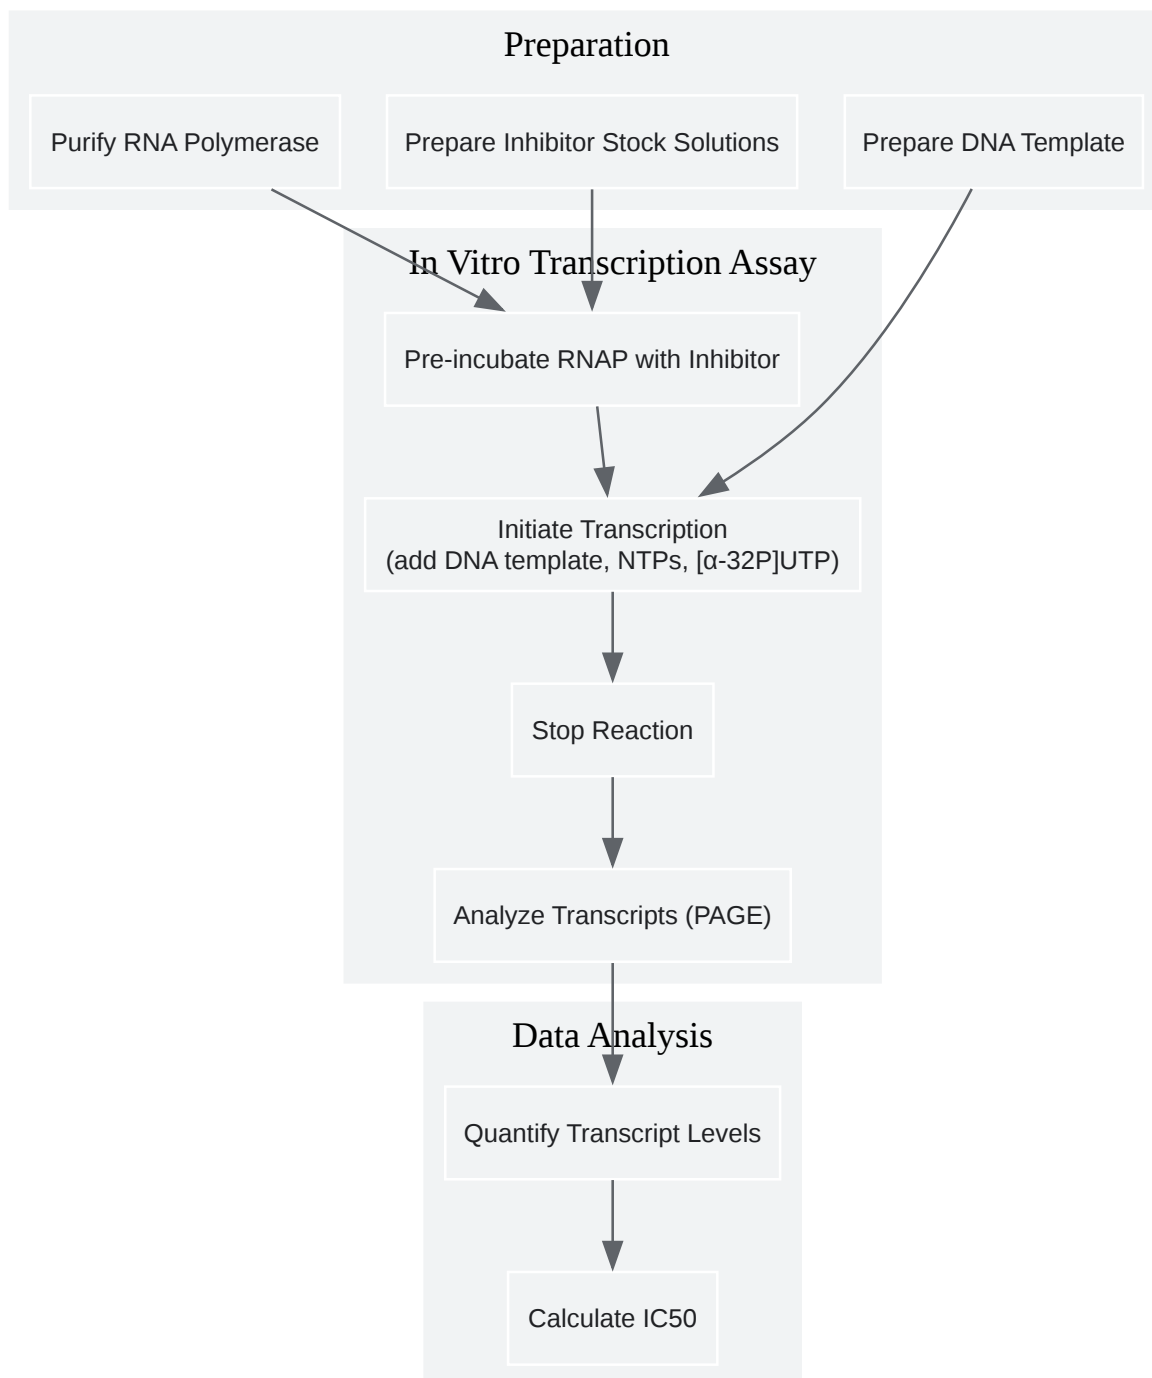 Preparation
Purify RNA Polymerase
Prepare Inhibitor Stock Solutions
Prepare DNA Template
In Vitro Transcription Assay
Pre-incubate RNAP with Inhibitor
Initiate Transcription
(add DNA template, NTPs, [α-32P]UTP)
Stop Reaction
Analyze Transcripts (PAGE)
Data Analysis
Quantify Transcript Levels
Calculate IC50